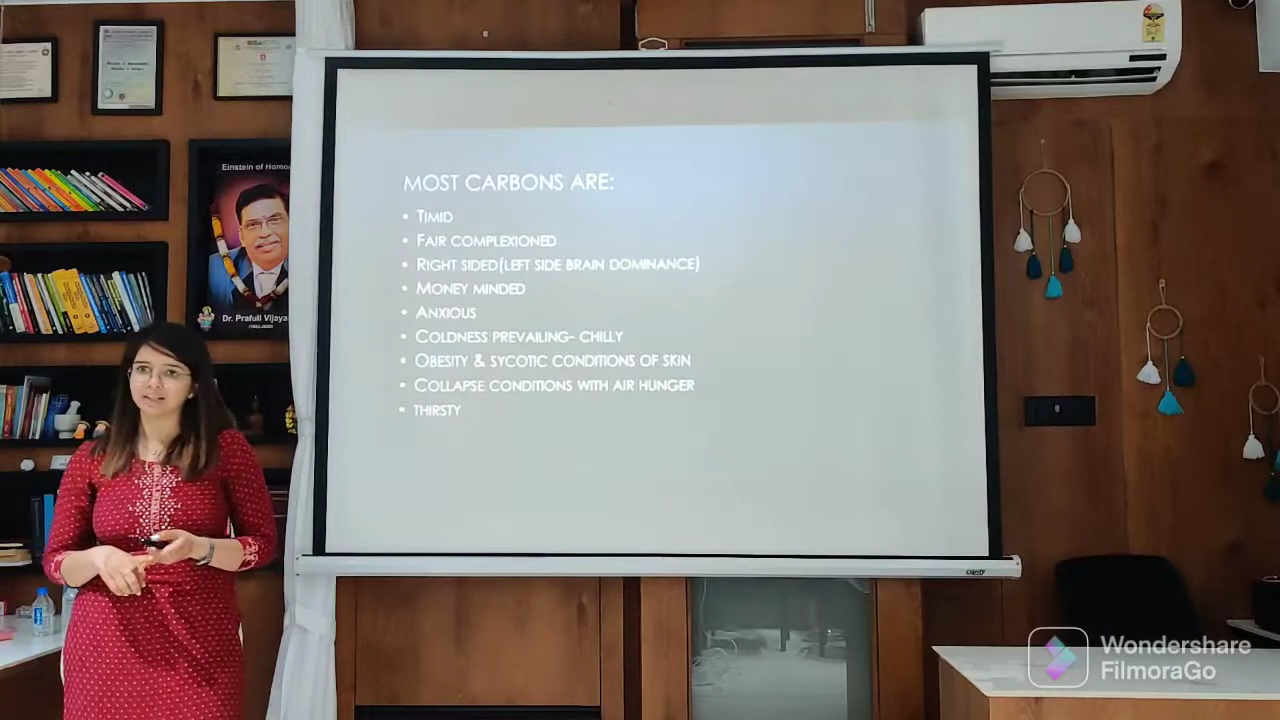 Einstein of Homo
Dr. Prafull Vijaya
MOST CARBONS ARE:
• TIMID
• FAIR COMPLEXIONED
• RIGHT SIDED(LEFT SIDE BRAIN DOMINANCE)
• MONEY MINDED
• ANXIOUS
• COLDNESS PREVAILING- CHILLY
• OBESITY & SYCOTIC CONDITIONS OF SKIN
• COLLAPSE CONDITIONS WITH AIR HUNGER
• THIRSTY
Wondershare
FilmoraGo